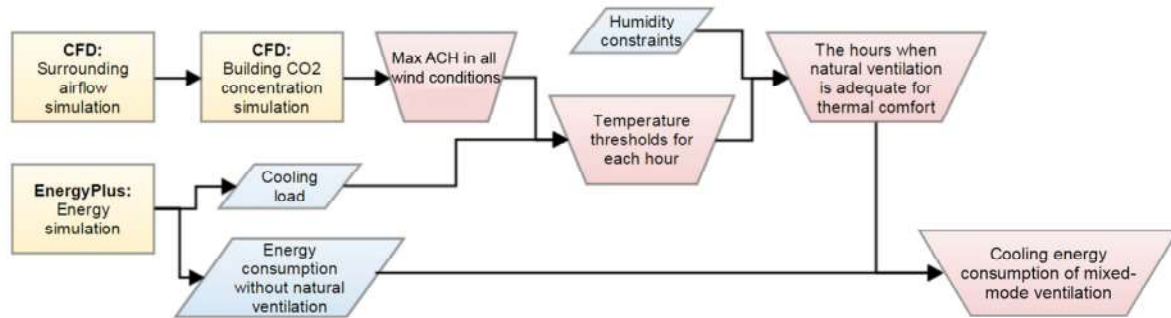 CFD:
Surrounding
airflow
simulation
CFD:
Building CO2
concentration
simulation
Max ACH in all
wind conditions
Humidity
constraints
The hours when
natural ventilation
is adequate for
thermal comfort
Temperature
thresholds for
each hour
EnergyPlus:
Energy
simulation
Cooling
load
Energy
consumption
without natural
ventilation
Cooling energy
consumption of mixed-
mode ventilation